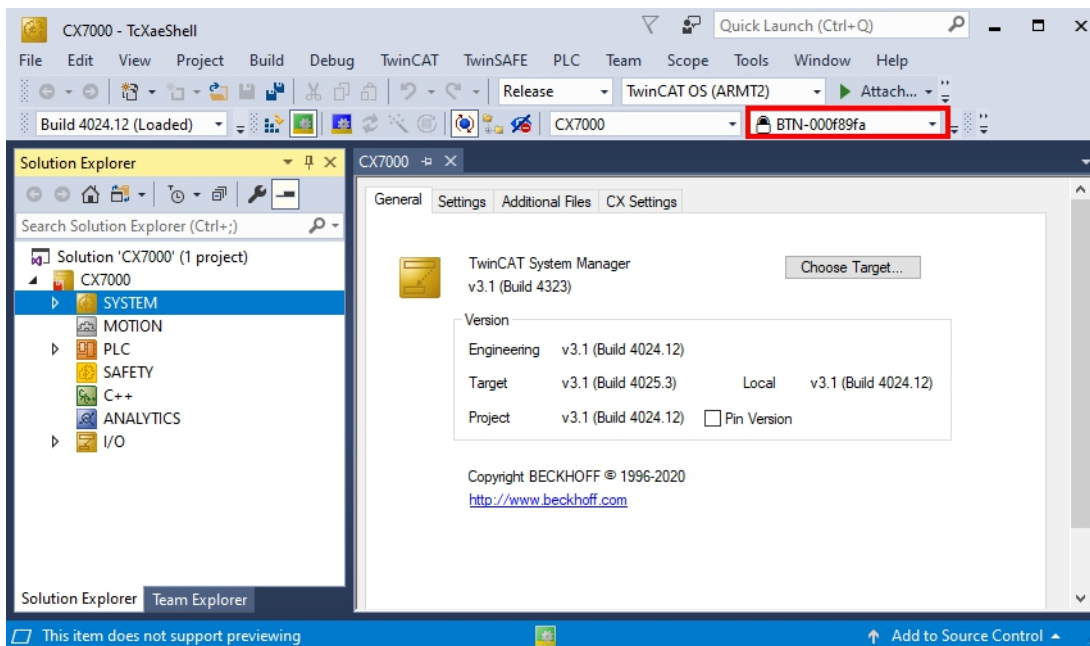 CX7000 - TcXaeShell
Quick Launch (Ctrl+Q)
File Edit View Project Build Debug TwinCAT TwinSAFE PLC Team Scope Tools Window Help
Release TwinCAT OS (ARMT2) Attach...
Build 4024.12 (Loaded) CX7000 BTN-000f89fa
Solution Explorer
Search Solution Explorer (Ctrl+;)
Solution 'CX7000' (1 project)
CX7000
SYSTEM
MOTION
PLC
SAFETY
C++
ANALYTICS
I/O
Solution Explorer Team Explorer
CX7000
General Settings Additional Files CX Settings
TwinCAT System Manager
v3.1 (Build 4323)
Choose Target...
Version
Engineering v3.1 (Build 4024.12)
Target v3.1 (Build 4025.3) Local v3.1 (Build 4024.12)
Project v3.1 (Build 4024.12) Pin Version
Copyright BECKHOFF © 1996-2020
http://www.beckhoff.com
This item does not support previewing
Add to Source Control